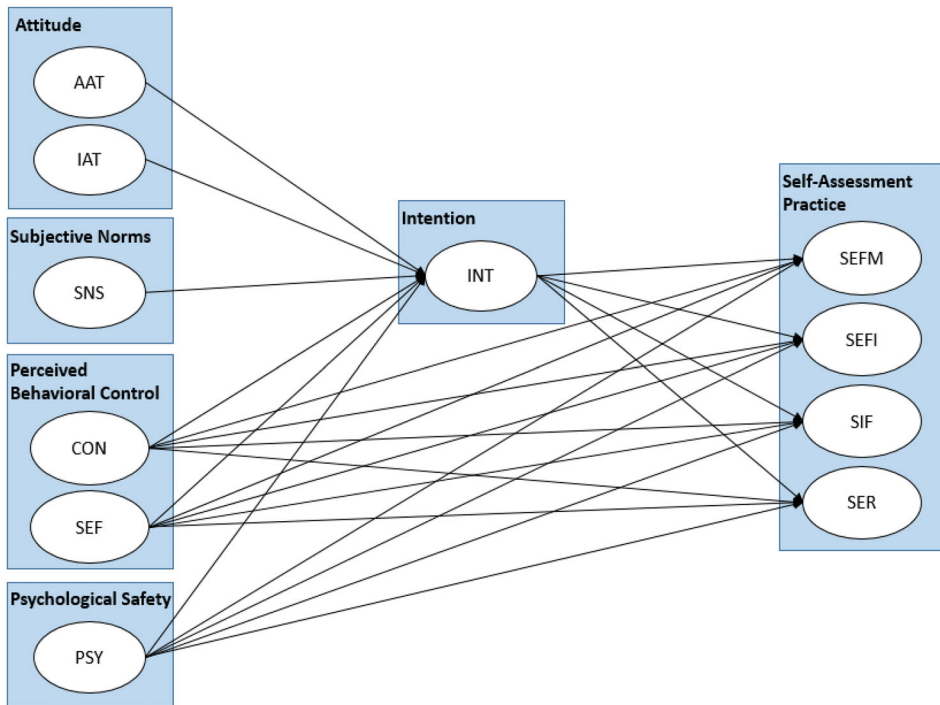 Attitude
AAT
IAT
Subjective Norms
SNS
Perceived
Behavioral Control
CON
SEF
Psychological Safety
PSY
Intention
INT
Self-Assessment
Practice
SEFM
SEFI
SIF
SER